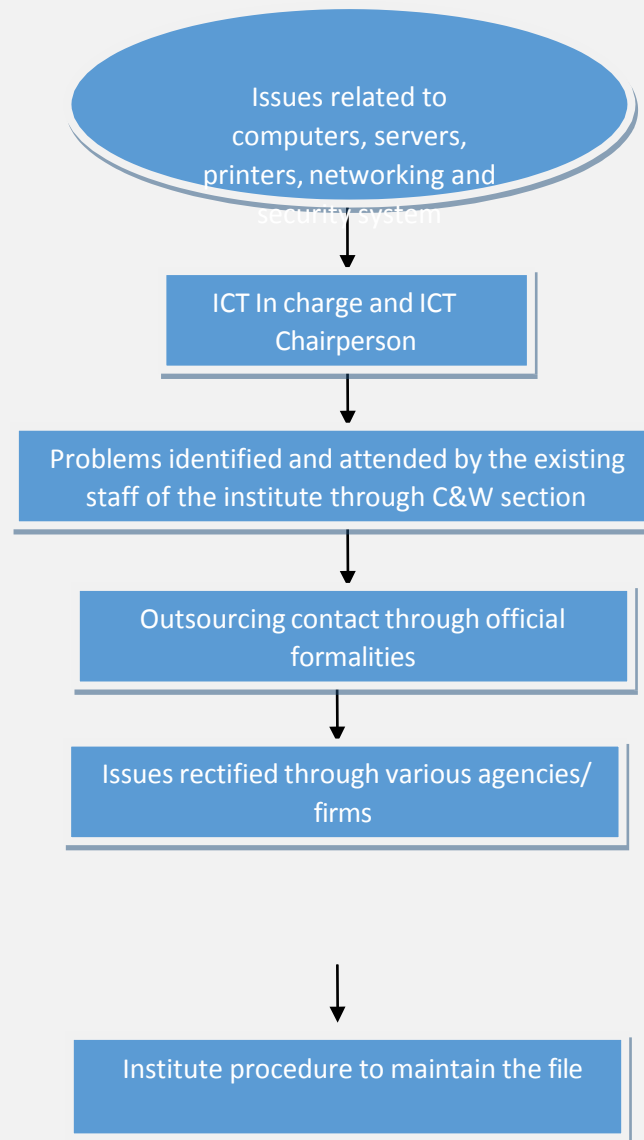 Issues related to
computers, servers,
printers, networking and
security system
ICT In charge and ICT
Chairperson
Problems identified and attended by the existing
staff of the institute through C&W section
Outsourcing contact through official
formalities
Issues rectified through various agencies/
firms
Institute procedure to maintain the file